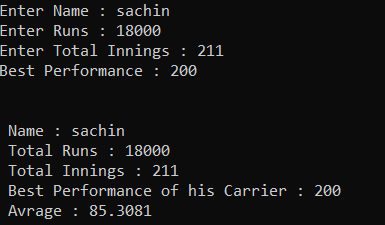 Enter Name : sachin
Enter Runs : 18000
Enter Total Innings : 211
Best Performance : 200
Name : sachin
Total Runs : 18000
Total Innings : 211
Best Performance of his Carrier : 200
Avrage : 85.3081